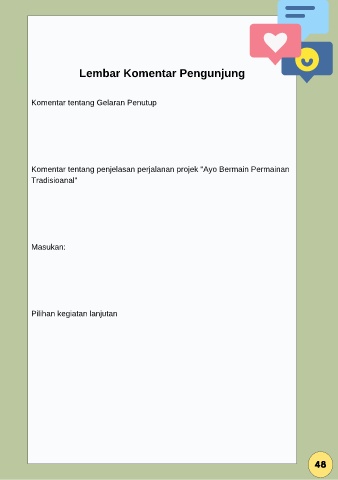 Lembar Komentar Pengunjung
Komentar tentang Gelaran Penutup
Komentar tentang penjelasan perjalanan projek "Ayo Bermain Permainan
Tradisioanal"
Masukan:
Pilihan kegiatan lanjutan
48